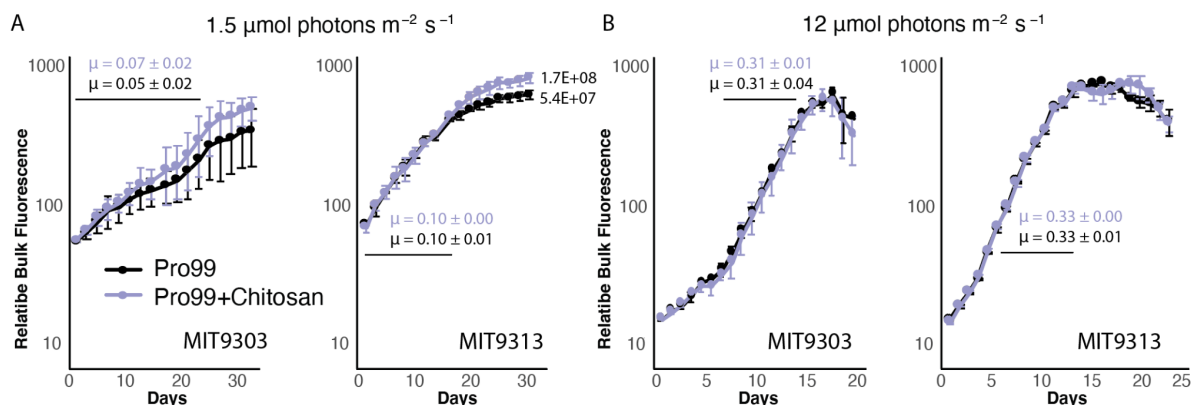 A
1.5 μmol photons m⁻² s⁻¹
B
12 μmol photons m⁻² s⁻¹
Relatibe Bulk Fluorescence
1000
100
10
μ = 0.07 ± 0.02
μ = 0.05 ± 0.02
Pro99
Pro99+Chitosan
MIT9303
0 10 20 30
Days
1000
100
10
1.7E+08
5.4E+07
μ = 0.10 ± 0.00
μ = 0.10 ± 0.01
MIT9313
0 10 20 30
Days
Relatibe Bulk Fluorescence
1000
100
10
μ = 0.31 ± 0.01
μ = 0.31 ± 0.04
MIT9303
0 5 10 15 20
Days
1000
100
10
μ = 0.33 ± 0.00
μ = 0.33 ± 0.01
MIT9313
0 5 10 15 20 25
Days